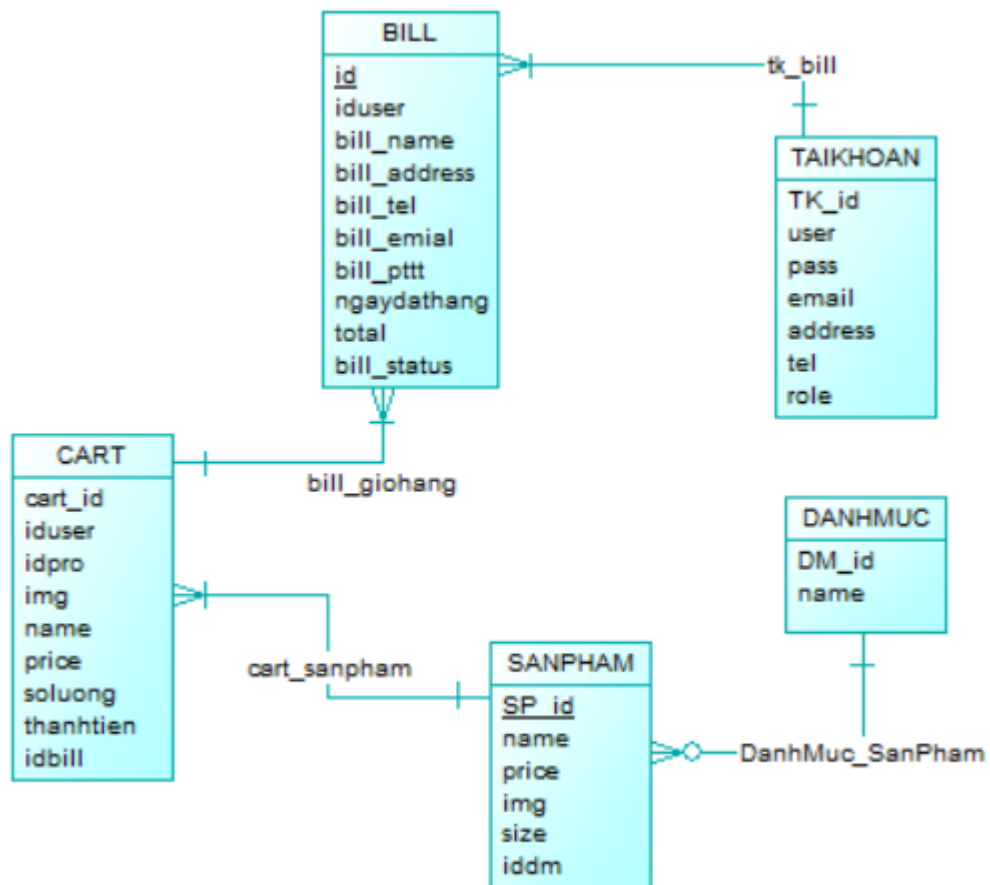 BILL
id
iduser
bill_name
bill_address
bill_tel
bill_emial
bill_pttt
ngaydathang
total
bill_status
tk_bill
TAIKHOAN
TK_id
user
pass
email
address
tel
role
bill_giohang
CART
cart_id
iduser
idpro
img
name
price
soluong
thanhtien
idbill
cart_sanpham
DANHMUC
DM_id
name
DanhMuc_SanPham
SANPHAM
SP_id
name
price
img
size
iddm